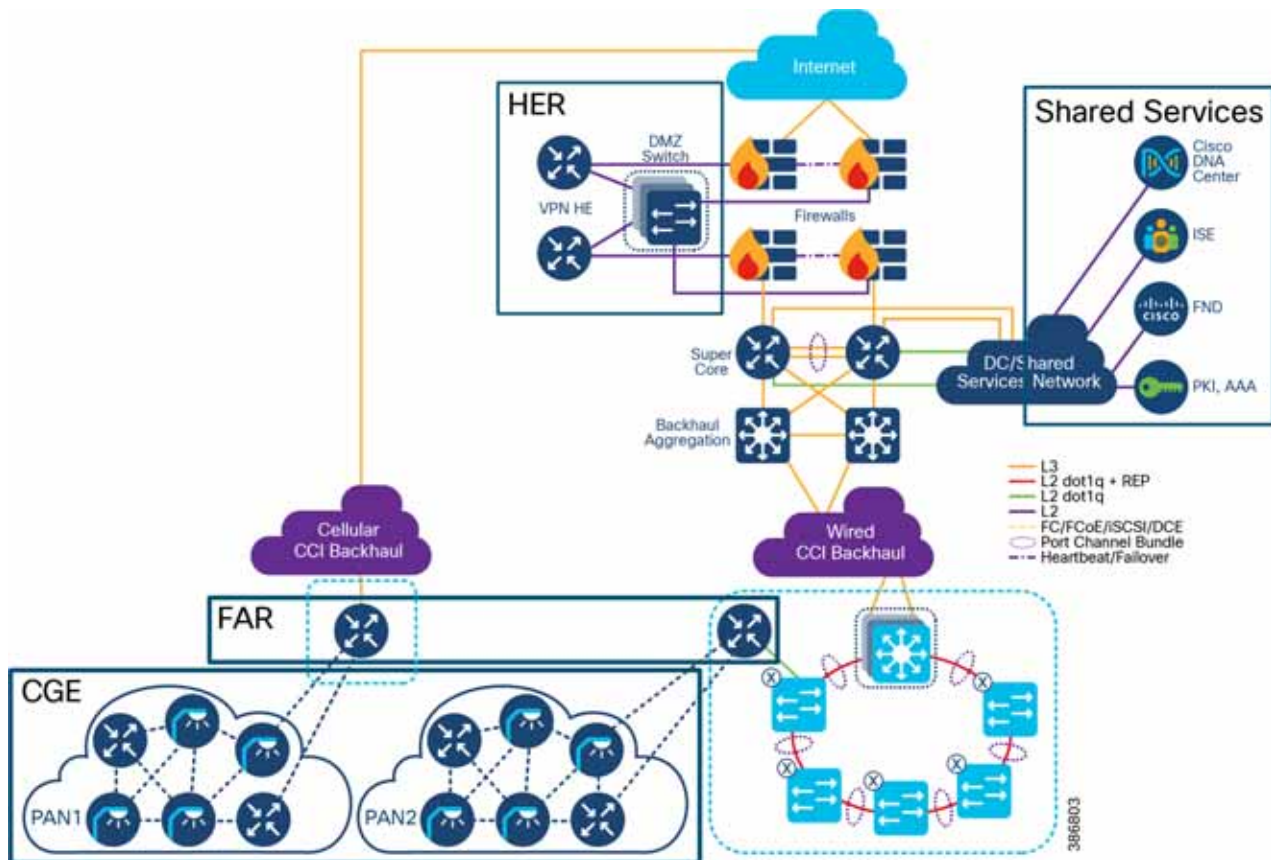 Internet
HER
Shared Services
DMZ
Switch
Cisco
DNA
Center
VPN HE
Firewalls
ISE
FND
CISCO
Super
Core
DC/Shared
Services Network
PKI, AAA
Backhaul
Aggregation
L3
L2 dot1q + REP
L2 dot1q
L2
FC/FCoE/iSCSI/DCE
Port Channel Bundle
Heartbeat/Failover
Cellular
CCI Backhaul
Wired
CCI Backhaul
FAR
CGE
X
X
X
X
X
PAN1
PAN2
386803